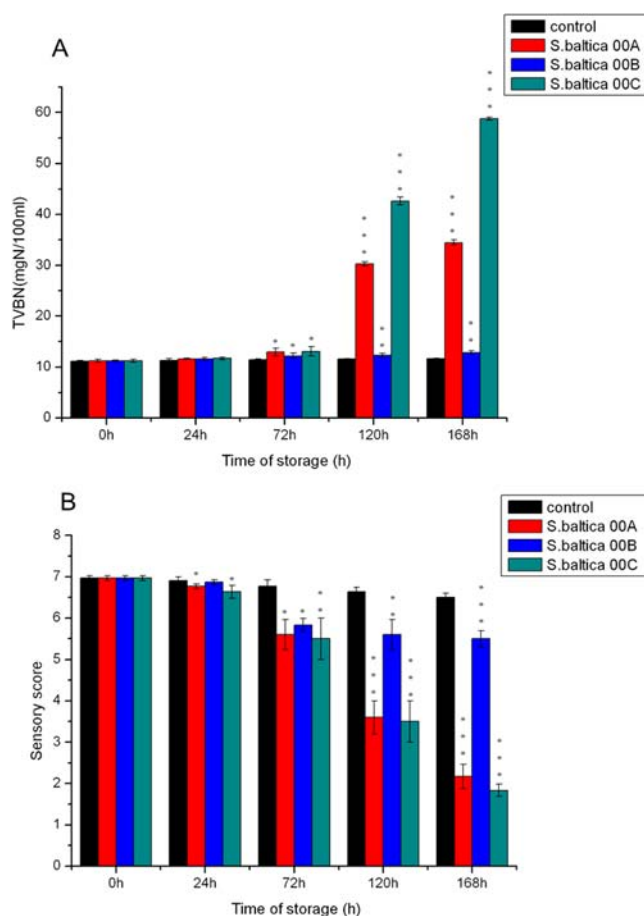 A
control
S.baltica 00A
S.baltica 00B
S.baltica 00C
TVBN(mgN/100ml)
60
50
40
30
20
10
0
* * *
* * *
* * *
* * *
* *
* *
* * *
0h 24h 72h 120h 168h
Time of storage (h)
B
control
S.baltica 00A
S.baltica 00B
S.baltica 00C
Sensory score
8
7
6
5
4
3
2
1
0
0h 24h 72h 120h 168h
Time of storage (h)